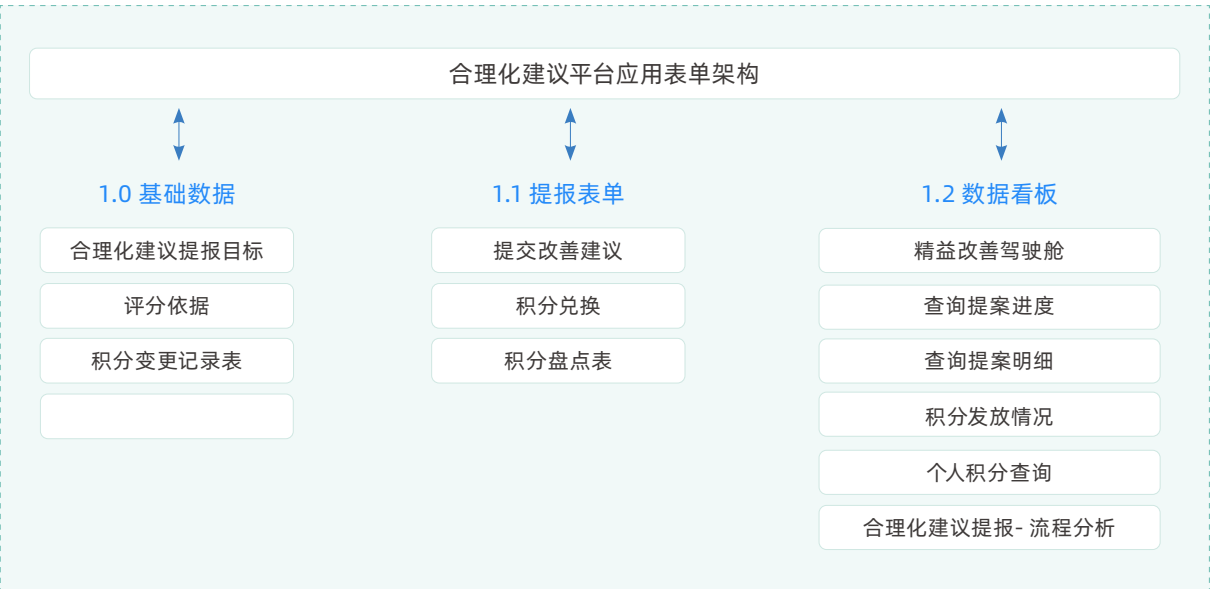 合理化建议平台应用表单架构
1.0 基础数据
合理化建议提报目标
评分依据
积分变更记录表
1.1 提报表单
提交改善建议
积分兑换
积分盘点表
1.2 数据看板
精益改善驾驶舱
查询提案进度
查询提案明细
积分发放情况
个人积分查询
合理化建议提报- 流程分析